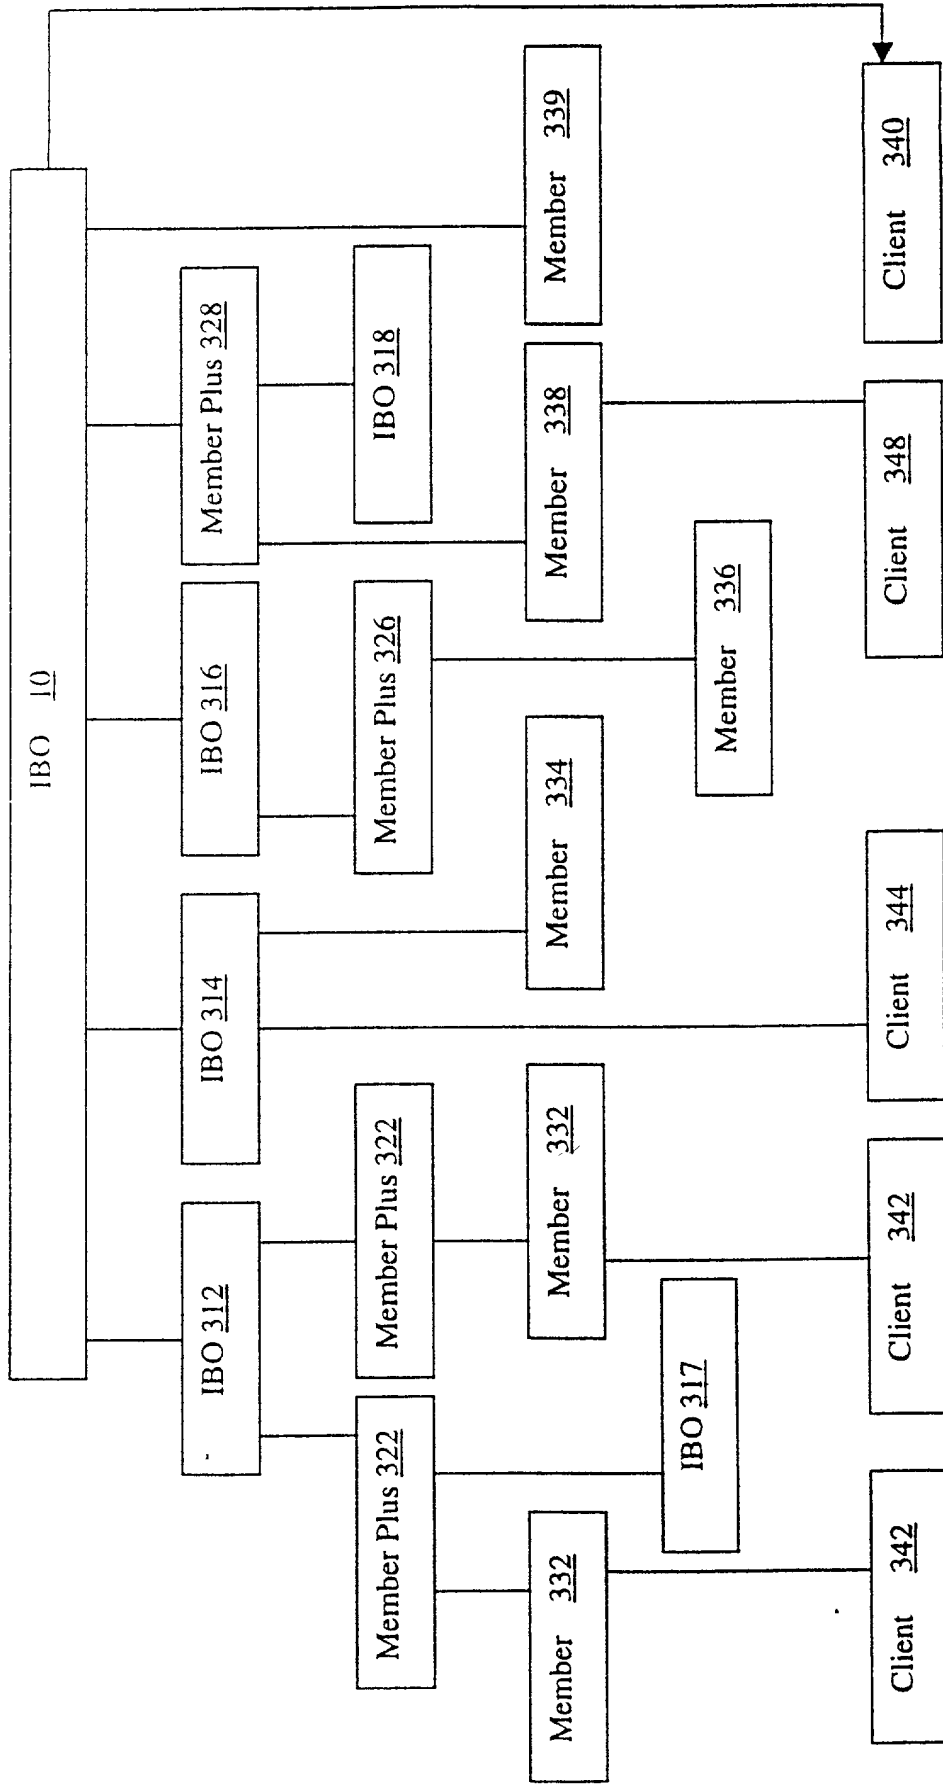 IBO 10
IBO 312
IBO 314
IBO 316
Member Plus 328
Member Plus 322
Member Plus 322
Member Plus 326
IBO 318
Member 332
Member 332
Member 334
Member 338
Member 339
IBO 317
Member 336
Client 342
Client 342
Client 344
Client 348
Client 340